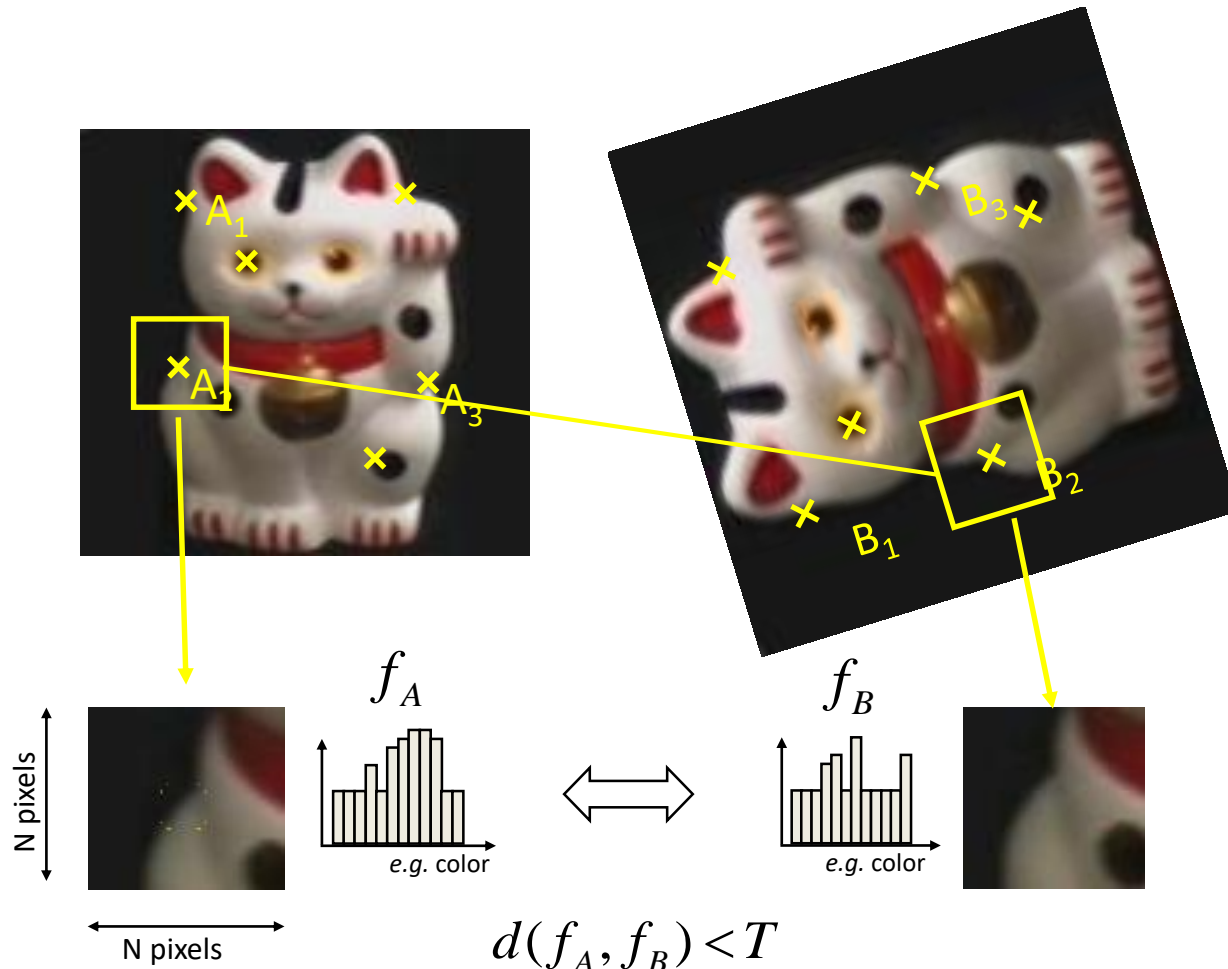 A1
A2
A3
B3
B2
B1
fA
fB
N pixels
e.g. color
e.g. color
N pixels
d(fA, fB) < T